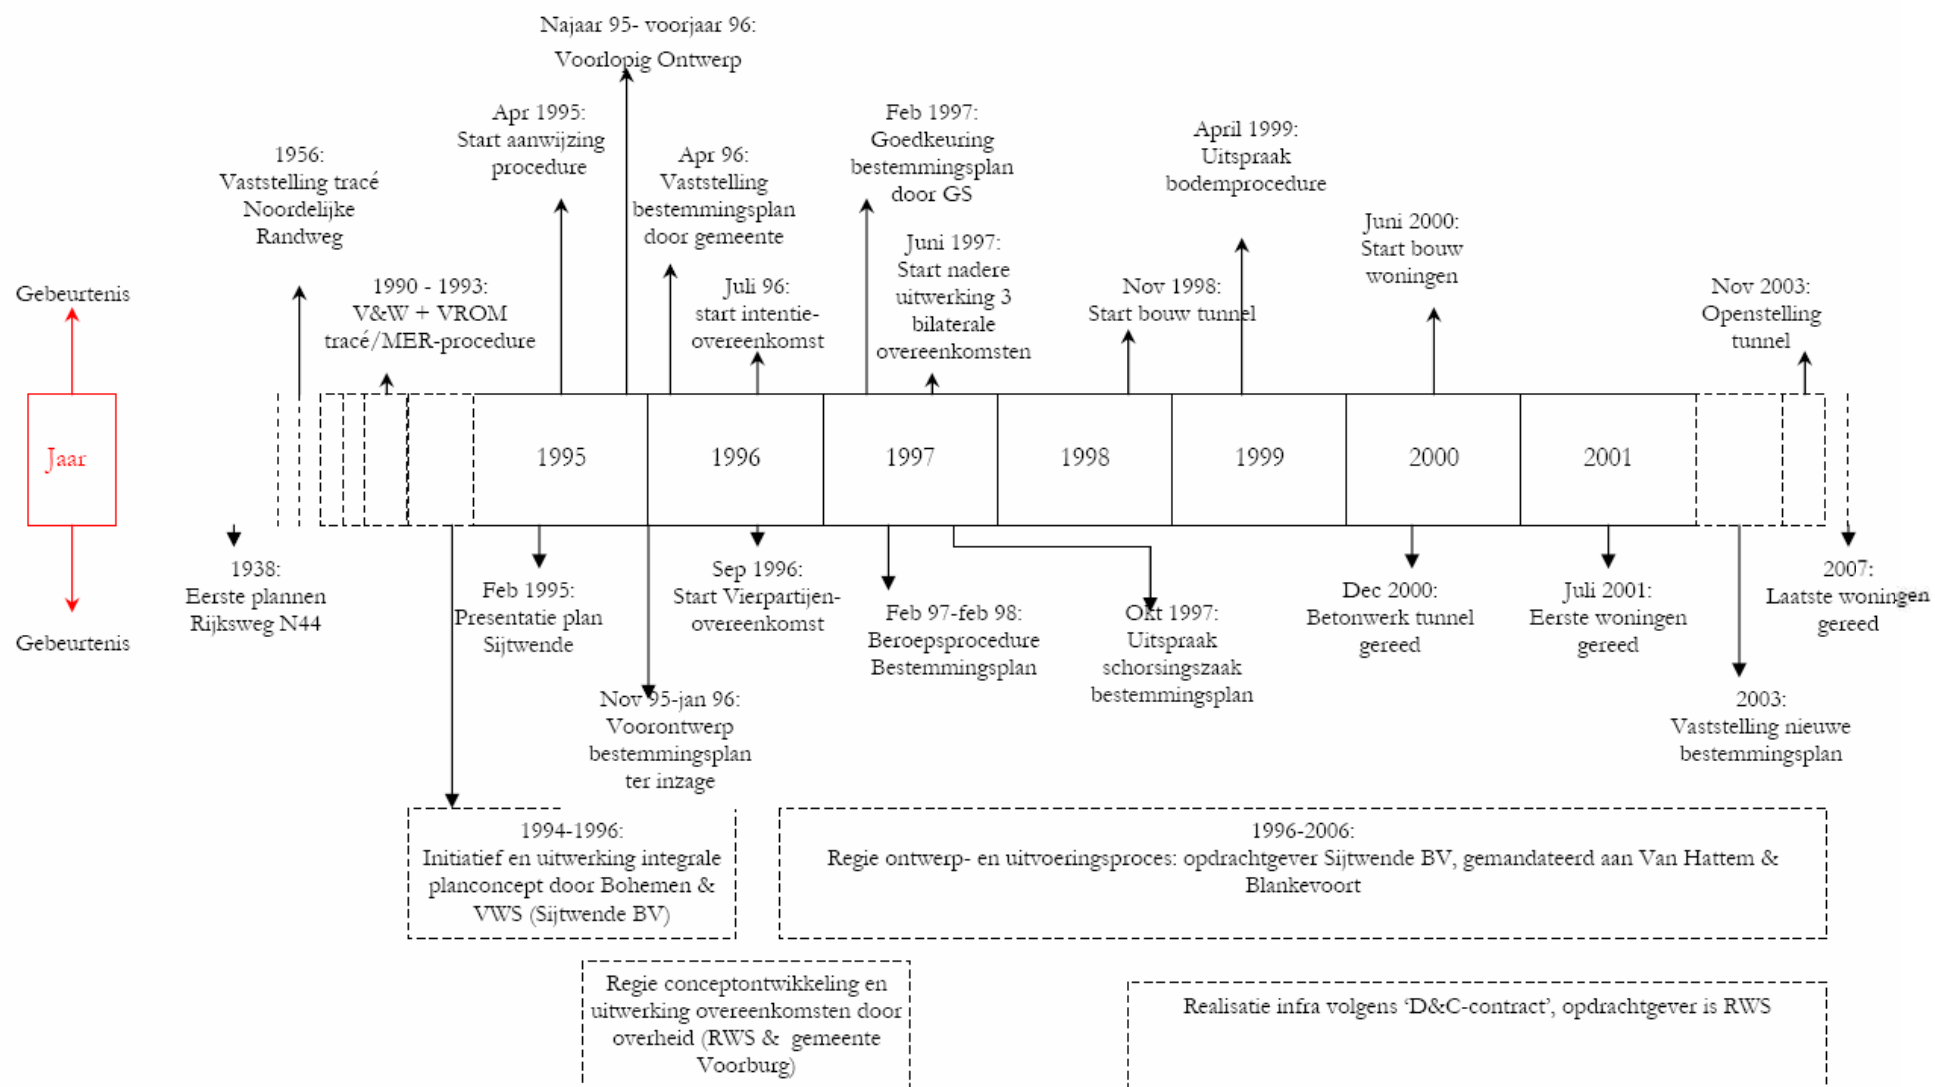 Najaar 95- voorjaar 96:
Voorlopig Ontwerp
Apr 1995:
Start aanwijzing
procedure
Feb 1997:
Goedkeuring
bestemmingsplan
door GS
April 1999:
Uitspraak
bodemprocedure
1956:
Vaststelling tracé
Noordelijke
Randweg
Apr 96:
Vaststelling
bestemmingsplan
door gemeente
Juni 1997:
Start nadere
uitwerking 3
bilaterale
overeenkomsten
Juni 2000:
Start bouw
woningen
Gebeurtenis
1990 - 1993:
V&W + VROM
tracé/MER-procedure
Juli 96:
start intentie-
overeenkomst
Nov 1998:
Start bouw tunnel
Nov 2003:
Openstelling
tunnel
Jaar
1995
1996
1997
1998
1999
2000
2001
Gebeurtenis
1938:
Eerste plannen
Rijksweg N44
Feb 1995:
Presentatie plan
Sijtwende
Sep 1996:
Start Vierpartijen-
overeenkomst
Feb 97-feb 98:
Beroepsprocedure
Bestemmingsplan
Okt 1997:
Uitspraak
schorsingszaak
bestemmingsplan
Dec 2000:
Betonwerk tunnel
gereed
Juli 2001:
Eerste woningen
gereed
2007:
Laatste woningen
gereed
Nov 95-jan 96:
Voorontwerp
bestemmingsplan
ter inzage
2003:
Vaststelling nieuwe
bestemmingsplan
1994-1996:
Initiatief en uitwerking integrale
planconcept door Bohemen &
VWS (Sijtwende BV)
1996-2006:
Regie ontwerp- en uitvoeringsproces: opdrachtgever Sijtwende BV, gemandateerd aan Van Hattem &
Blankevoort
Regie conceptontwikkeling en
uitwerking overeenkomsten door
overheid (RWS & gemeente
Voorburg)
Realisatie infra volgens ‘D&C-contract’, opdrachtgever is RWS